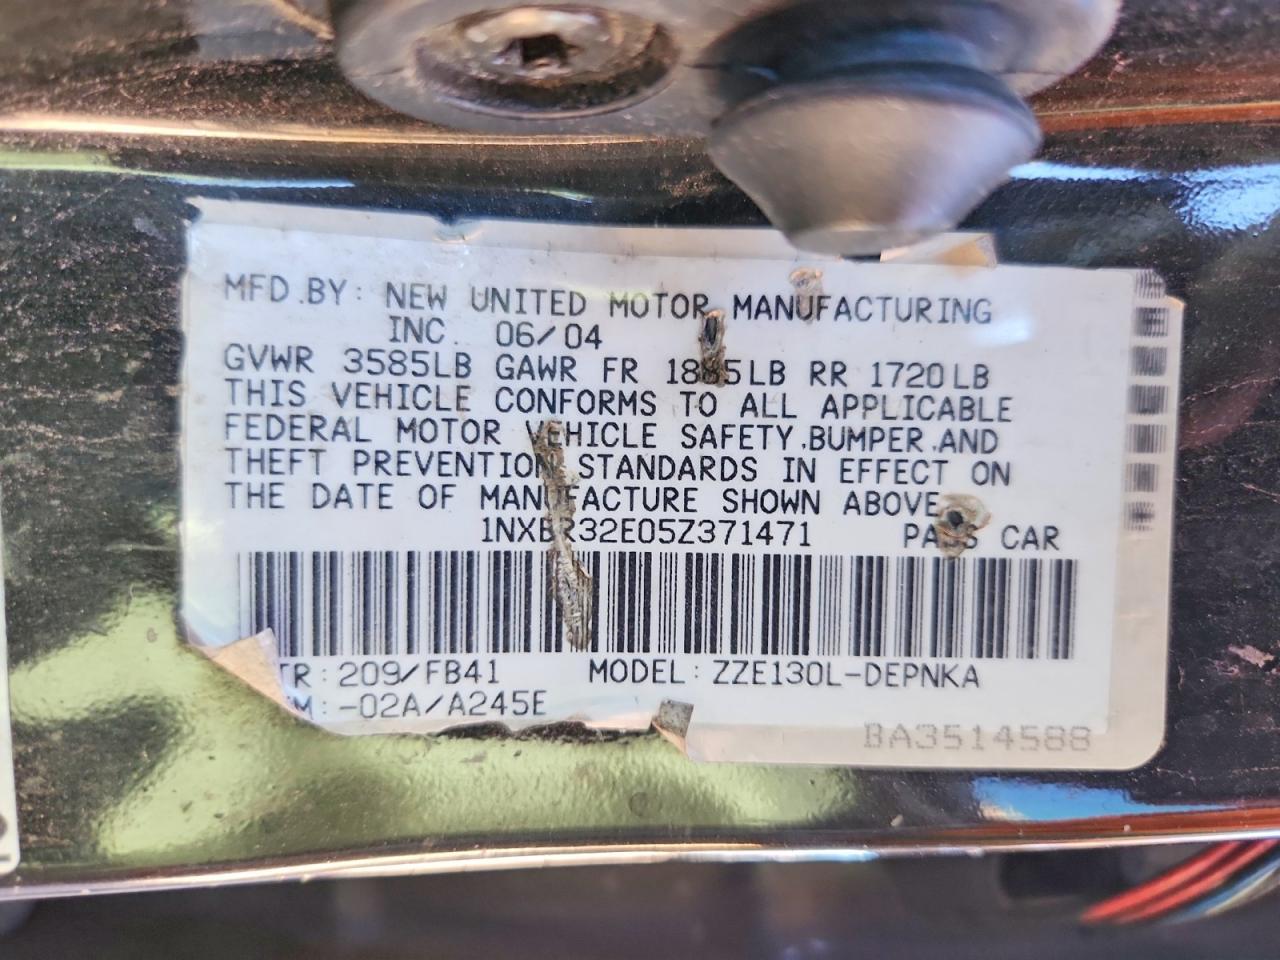 MFD.BY: NEW UNITED MOTOR MANUFACTURING
INC. 06/04
GVWR 3585LB GAWR FR 1885LB RR 1720LB
THIS VEHICLE CONFORMS TO ALL APPLICABLE
FEDERAL MOTOR VEHICLE SAFETY,BUMPER,AND
THEFT PREVENTION STANDARDS IN EFFECT ON
THE DATE OF MANUFACTURE SHOWN ABOVE
1NXBR32E05Z371471 PASS CAR
TR: 209/FB41 MODEL: ZZE130L-DEPNKA
M: -02A/A245E
BA3514588